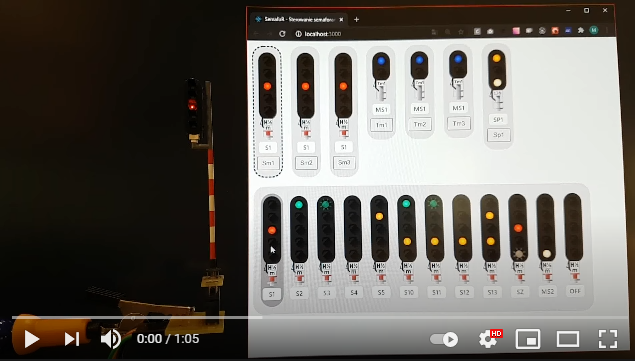 SemaforR - Sterowanie semafora
localhost:3000
S1
S1
S1
MS1
MS1
MS1
SP1
Sm1
Sm2
Sm3
Tm1
Tm2
Tm3
Sp1
S1
S2
S3
S4
S5
S10
S11
S12
S13
SZ
MS2
OFF
0:00 / 1:05
HD